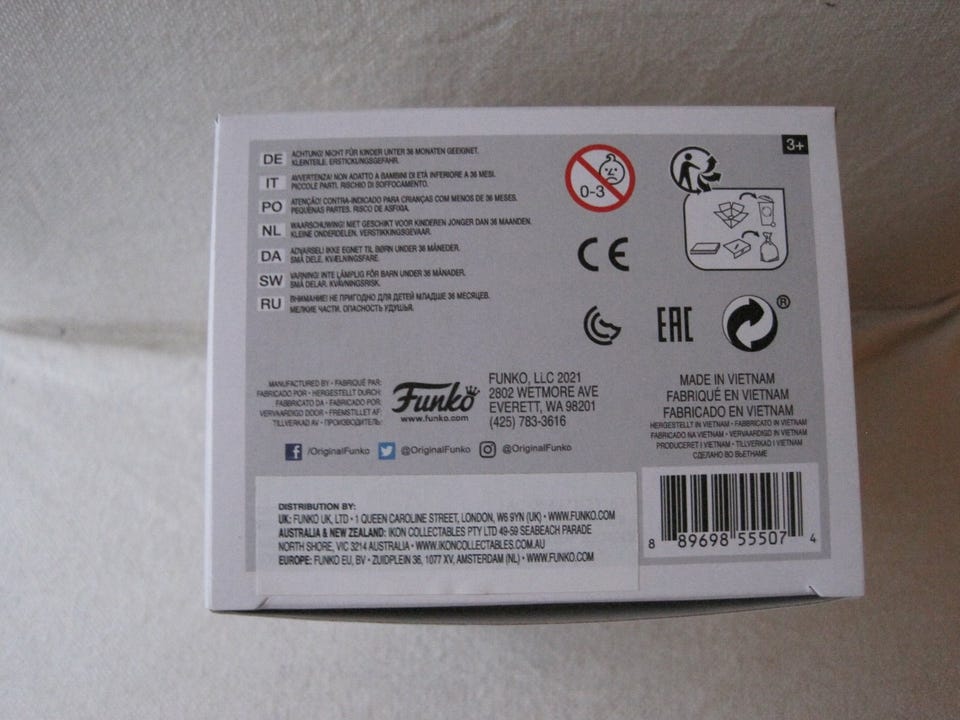 DE ACHTUNG! NICHT FÜR KINDER UNTER 36 MONATEN GEEIGNET.
KLEINTEILE. ERSTICKUNGSGEFAHR.
IT AVVERTENZA! NON ADATTO A BAMBINI DI ETÀ INFERIORE A 36 MESI.
PICCOLE PARTI. RISCHIO DI SOFFOCAMENTO.
PO ATENÇÃO! CONTRA-INDICADO PARA CRIANÇAS COM MENOS DE 36 MESES.
PEQUENAS PARTES. RISCO DE ASFIXIA.
NL WAARSCHUWING! NIET GESCHIKT VOOR KINDEREN JONGER DAN 36 MAANDEN.
KLEINE ONDERDELEN. VERSTIKKINGSGEVAAR.
DA ADVARSEL! IKKE EGNET TIL BØRN UNDER 36 MÅNEDER.
SMÅ DELE. KVÆLNINGSFARE.
SW VARNING! INTE LÄMPLIG FÖR BARN UNDER 36 MÅNADER.
SMÅ DELAR. KVÄVNINGSRISK.
RU ВНИМАНИЕ! НЕ ПРИГОДНО ДЛЯ ДЕТЕЙ МЛАДШЕ 36 МЕСЯЦЕВ.
МЕЛКИЕ ЧАСТИ. ОПАСНОСТЬ УДУШЬЯ.
0-3
3+
CE
EAC
®
MANUFACTURED BY • FABRIQUÉ PAR:
FABRICADO POR • HERGESTELLT DURCH:
FABBRICATO DA • FABRICADO POR:
VERVAARDIGD DOOR • FREMSTILLET AF:
TILLVERKAD AV • ПРОИЗВОДИТЕЛЬ:
Funko
www.funko.com
FUNKO, LLC 2021
2802 WETMORE AVE
EVERETT, WA 98201
(425) 783-3616
MADE IN VIETNAM
FABRIQUÉ EN VIETNAM
FABRICADO EN VIETNAM
HERGESTELLT IN VIETNAM • FABBRICATO IN VIETNAM
FABRICADO NA VIETNAM • VERVAARDIGD IN VIETNAM
PRODUCERET I VIETNAM • TILLVERKAD I VIETNAM
СДЕЛАНО ВО ВЬЕТНАМЕ
/OriginalFunko @OriginalFunko @OriginalFunko
DISTRIBUTION BY:
UK: FUNKO UK, LTD • 1 QUEEN CAROLINE STREET, LONDON, W6 9YN (UK) • WWW.FUNKO.COM
AUSTRALIA & NEW ZEALAND: IKON COLLECTABLES PTY LTD 49-59 SEABEACH PARADE
NORTH SHORE, VIC 3214 AUSTRALIA • WWW.IKONCOLLECTABLES.COM.AU
EUROPE: FUNKO EU, BV • ZUIDPLEIN 36, 1077 XV, AMSTERDAM (NL) • WWW.FUNKO.COM
8 89698 55507 4